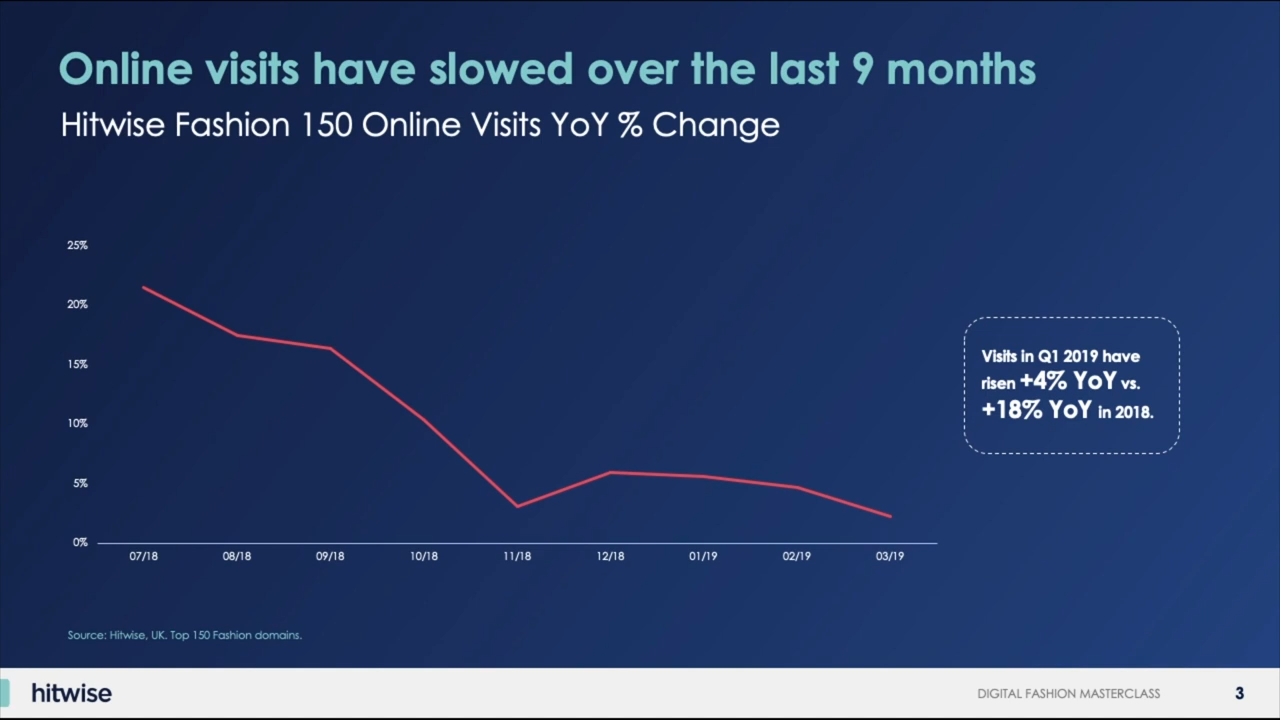 Online visits have slowed over the last 9 months
Hitwise Fashion 150 Online Visits YoY % Change
25%
20%
15%
10%
5%
0%
07/18 08/18 09/18 10/18 11/18 12/18 01/19 02/19 03/19
Visits in Q1 2019 have
risen +4% YoY vs.
+18% YoY in 2018.
Source: Hitwise, UK. Top 150 Fashion domains.
hitwise
DIGITAL FASHION MASTERCLASS
3